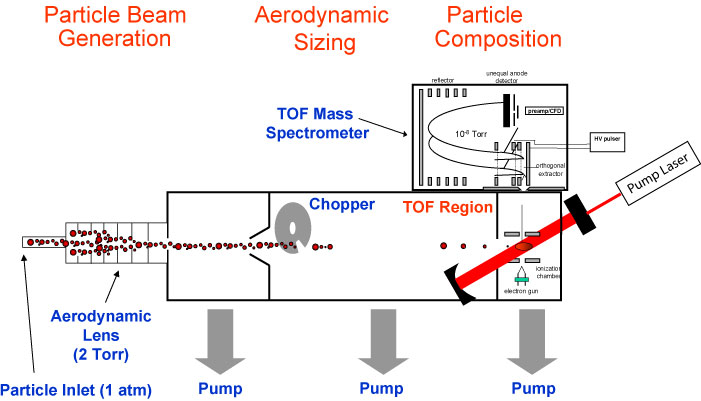 Particle Beam
Generation
Aerodynamic
Sizing
Particle
Composition
reflector
unequal anode
detector
TOF Mass
Spectrometer
preamp/CFD
10⁻⁸ Torr
HV pulser
orthogonal
extractor
Pump Laser
Chopper
TOF Region
ionization
chamber
electron gun
Aerodynamic
Lens
(2 Torr)
Particle Inlet (1 atm)
Pump
Pump
Pump